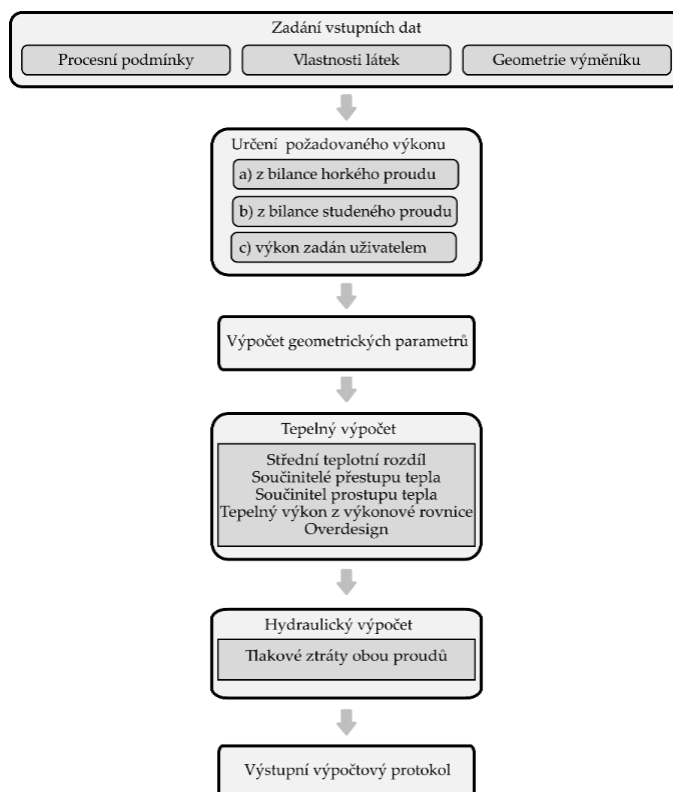 Zadání vstupních dat
Procesní podmínky
Vlastnosti látek
Geometrie výměníku
Určení požadovaného výkonu
a) z bilance horkého proudu
b) z bilance studeného proudu
c) výkon zadán uživatelem
Výpočet geometrických parametrů
Tepelný výpočet
Střední teplotní rozdíl
Součinitelé přestupu tepla
Součinitel prostupu tepla
Tepelný výkon z výkonové rovnice
Overdesign
Hydraulický výpočet
Tlakové ztráty obou proudů
Výstupní výpočtový protokol